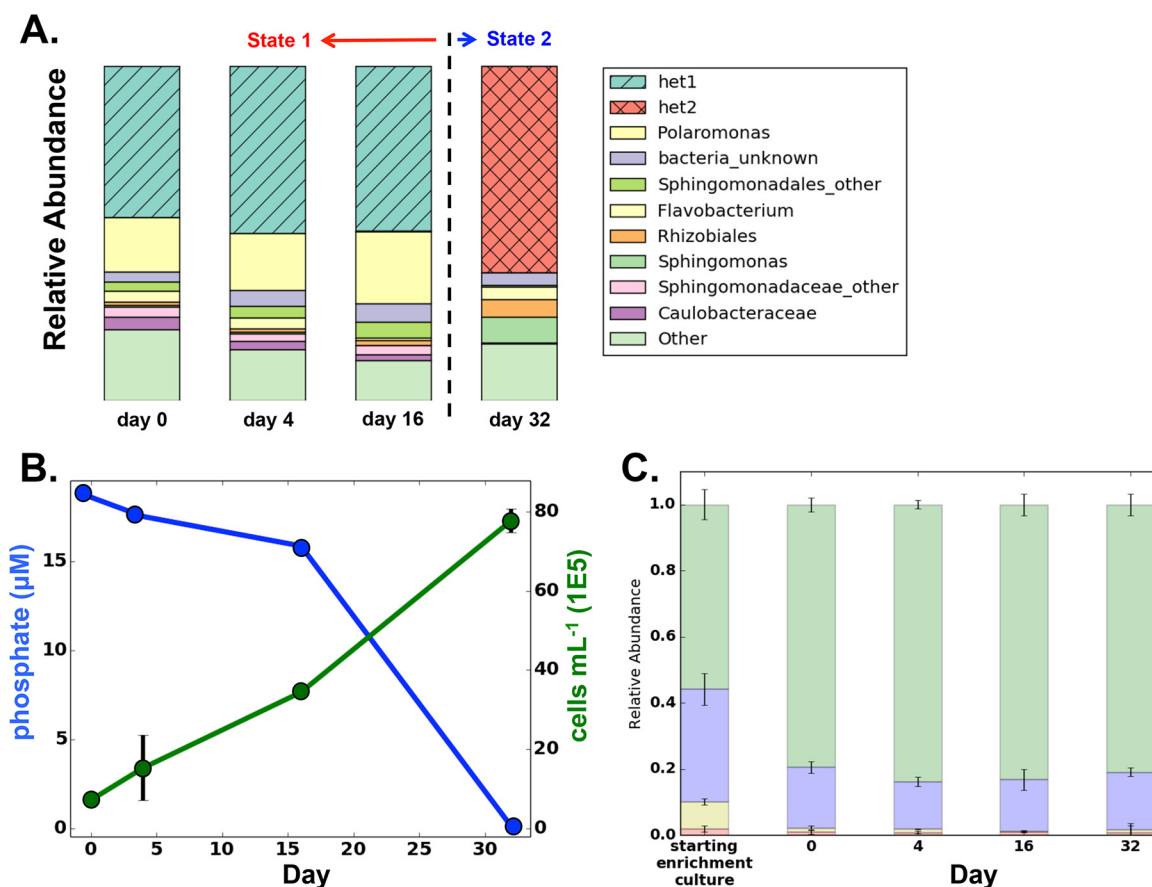 A.
State 1
State 2
Relative Abundance
day 0
day 4
day 16
day 32
het1
het2
Polaromonas
bacteria_unknown
Sphingomonadales_other
Flavobacterium
Rhizobiales
Sphingomonas
Sphingomonadaceae_other
Caulobacteraceae
Other
B.
phosphate (µM)
15
10
5
0
80
60
40
20
0
cells mL-1 (1E5)
0 5 10 15 20 25 30
Day
C.
Relative Abundance
1.0
0.8
0.6
0.4
0.2
0.0
starting
enrichment
culture
0 4 16 32
Day